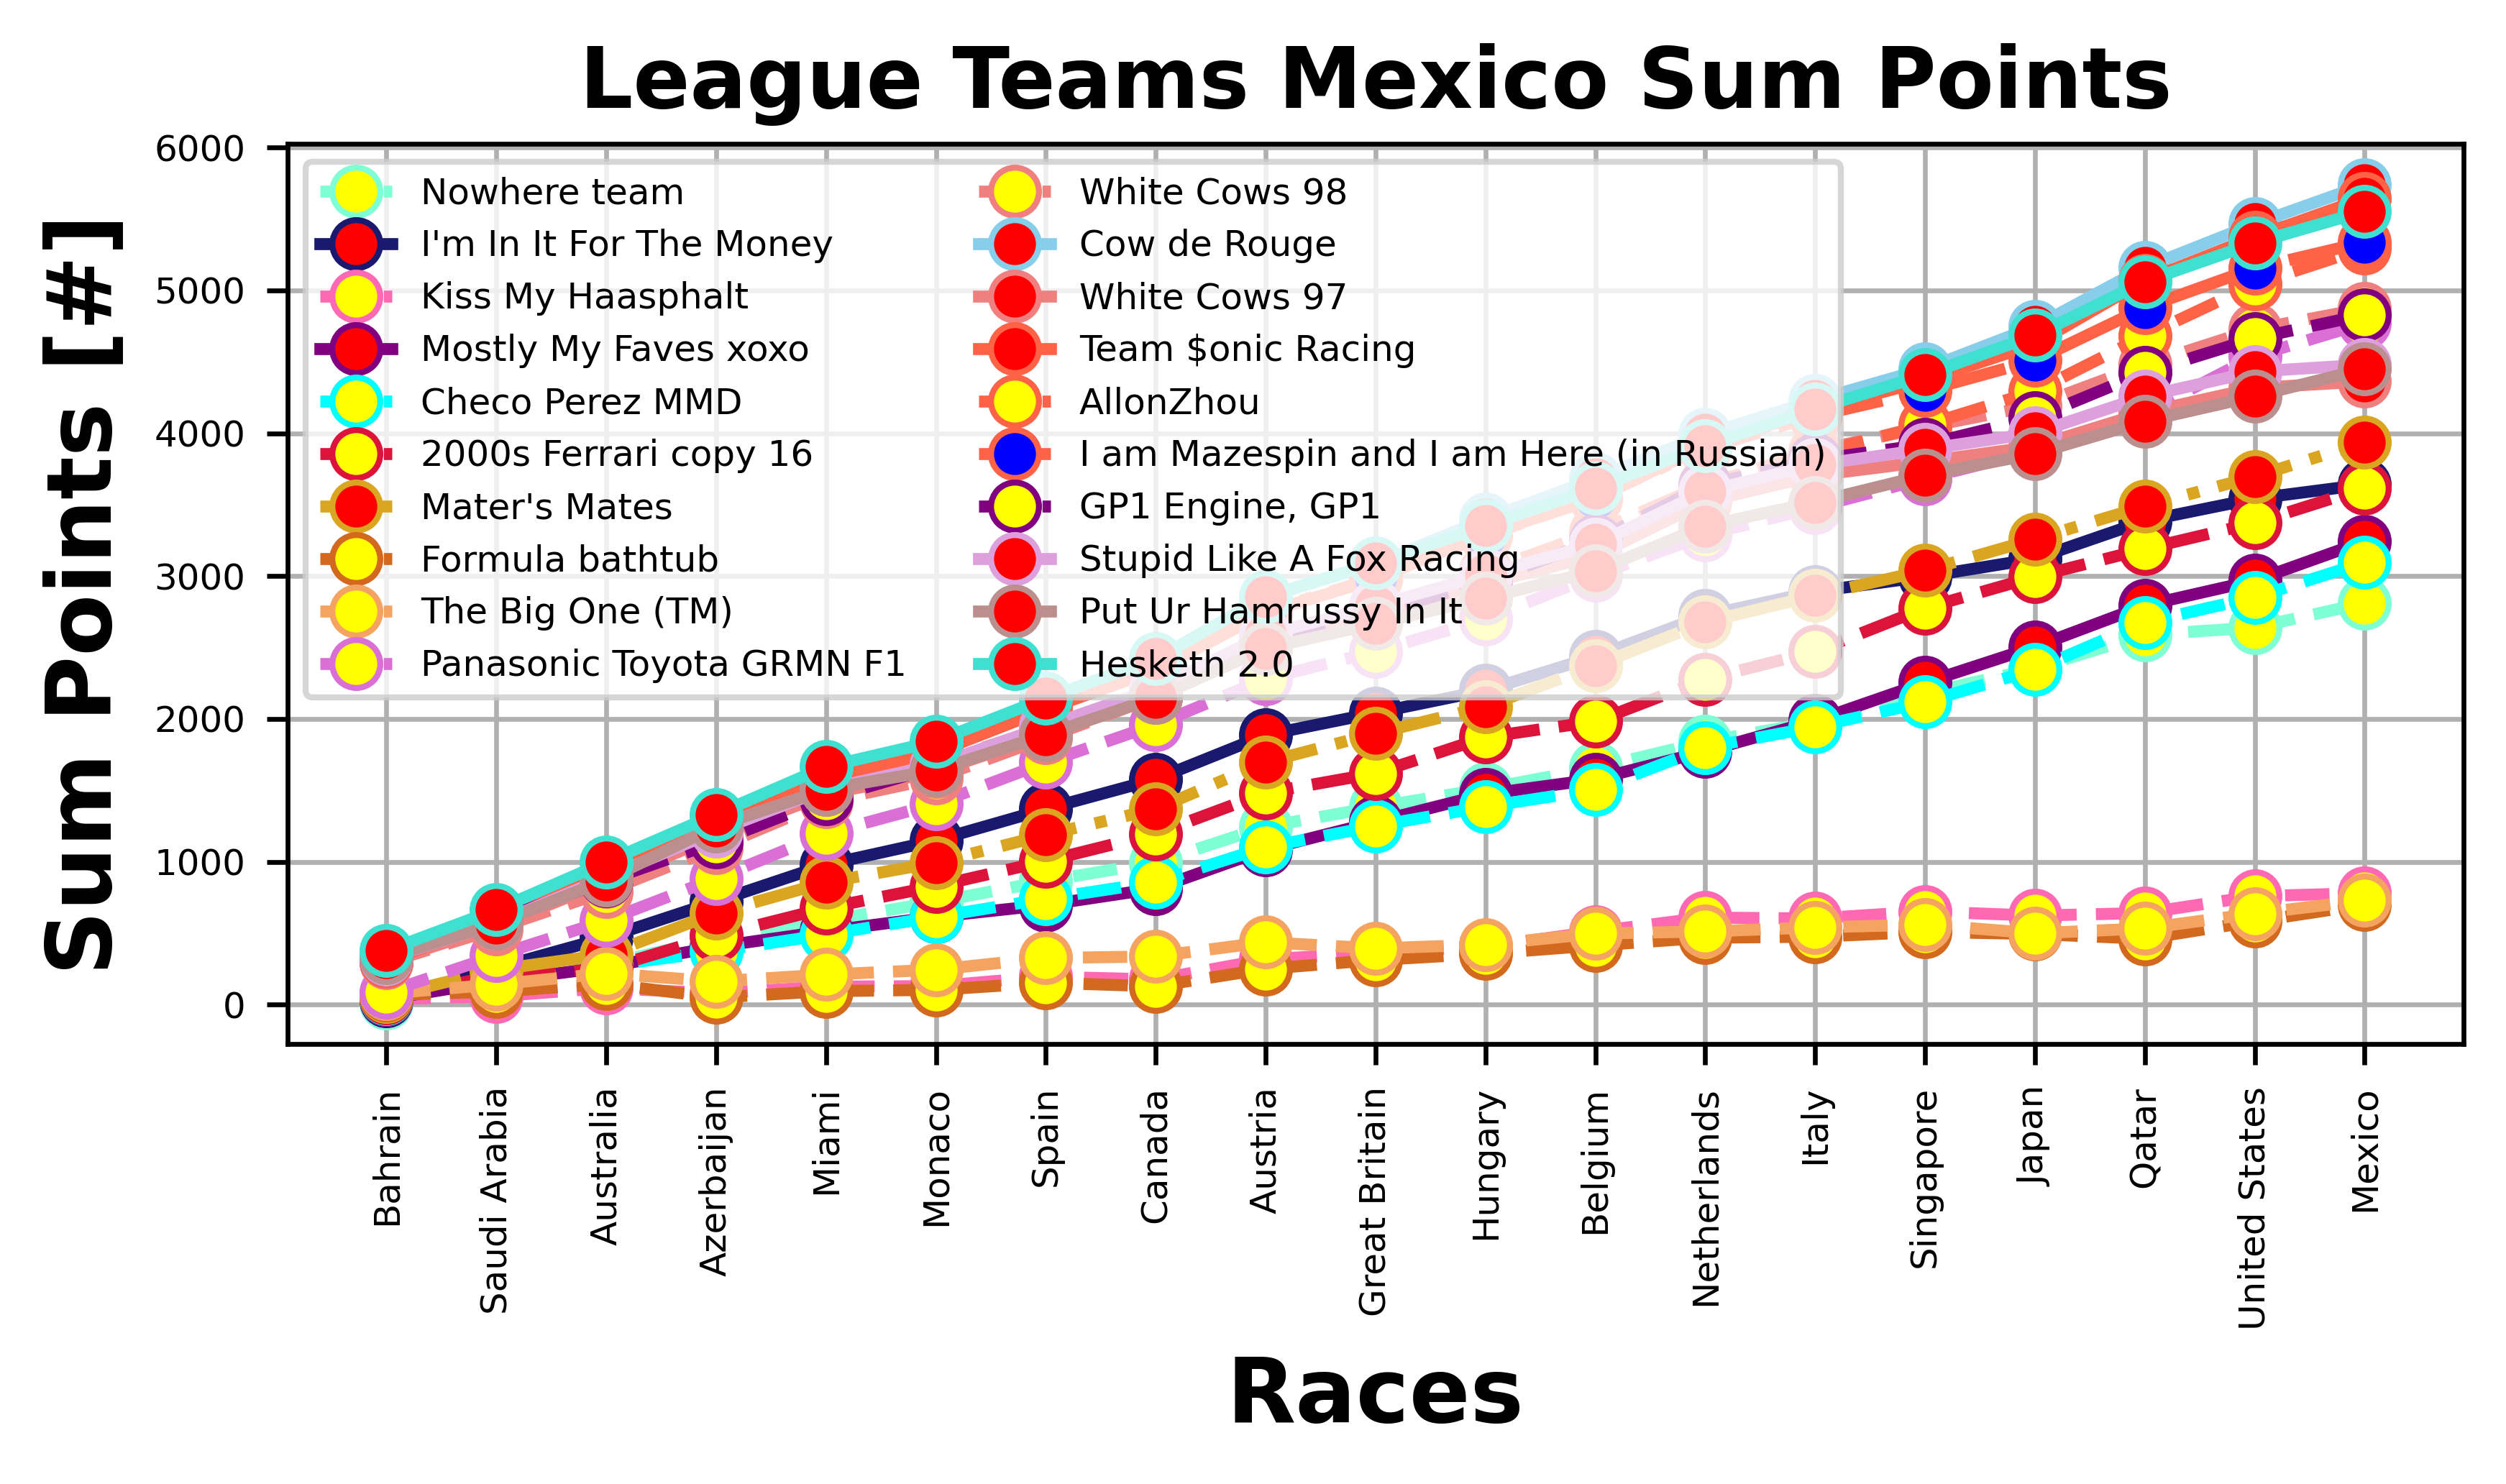 League Teams Mexico Sum Points
Sum Points [#]
6000
5000
4000
3000
2000
1000
0
Nowhere team
I'm In It For The Money
Kiss My Haasphalt
Mostly My Faves xoxo
Checo Perez MMD
2000s Ferrari copy 16
Mater's Mates
Formula bathtub
The Big One (TM)
Panasonic Toyota GRMN F1
White Cows 98
Cow de Rouge
White Cows 97
Team $onic Racing
AllonZhou
I am Mazespin and I am Here (in Russian)
GP1 Engine, GP1
Stupid Like A Fox Racing
Put Ur Hamrussy In It
Hesketh 2.0
Bahrain
Saudi Arabia
Australia
Azerbaijan
Miami
Monaco
Spain
Canada
Austria
Great Britain
Hungary
Belgium
Netherlands
Italy
Singapore
Japan
Qatar
United States
Mexico
Races